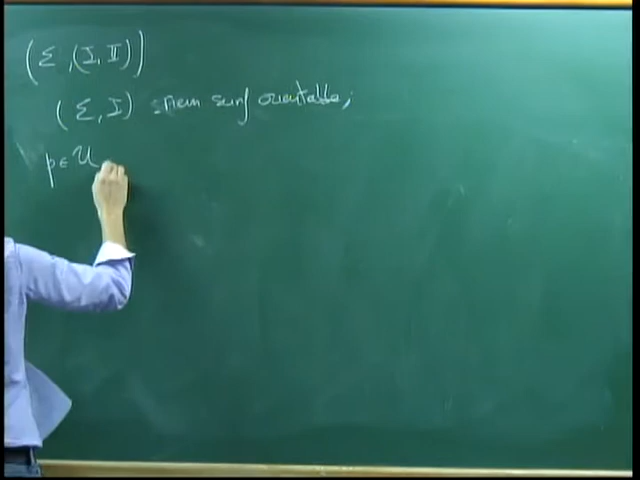 (Σ, (I, II))
(Σ, I) : riem surf orientable,
p ∈ U